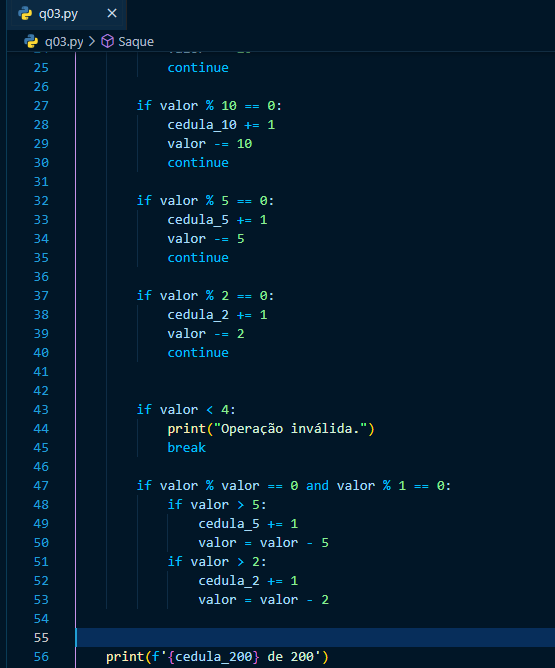 q03.py ×
q03.py > Saque
25 continue
26
27 if valor % 10 == 0:
28 cedula_10 += 1
29 valor -= 10
30 continue
31
32 if valor % 5 == 0:
33 cedula_5 += 1
34 valor -= 5
35 continue
36
37 if valor % 2 == 0:
38 cedula_2 += 1
39 valor -= 2
40 continue
41
42
43 if valor < 4:
44 print("Operação inválida.")
45 break
46
47 if valor % valor == 0 and valor % 1 == 0:
48 if valor > 5:
49 cedula_5 += 1
50 valor = valor - 5
51 if valor > 2:
52 cedula_2 += 1
53 valor = valor - 2
54
55
56 print(f'{cedula_200} de 200')